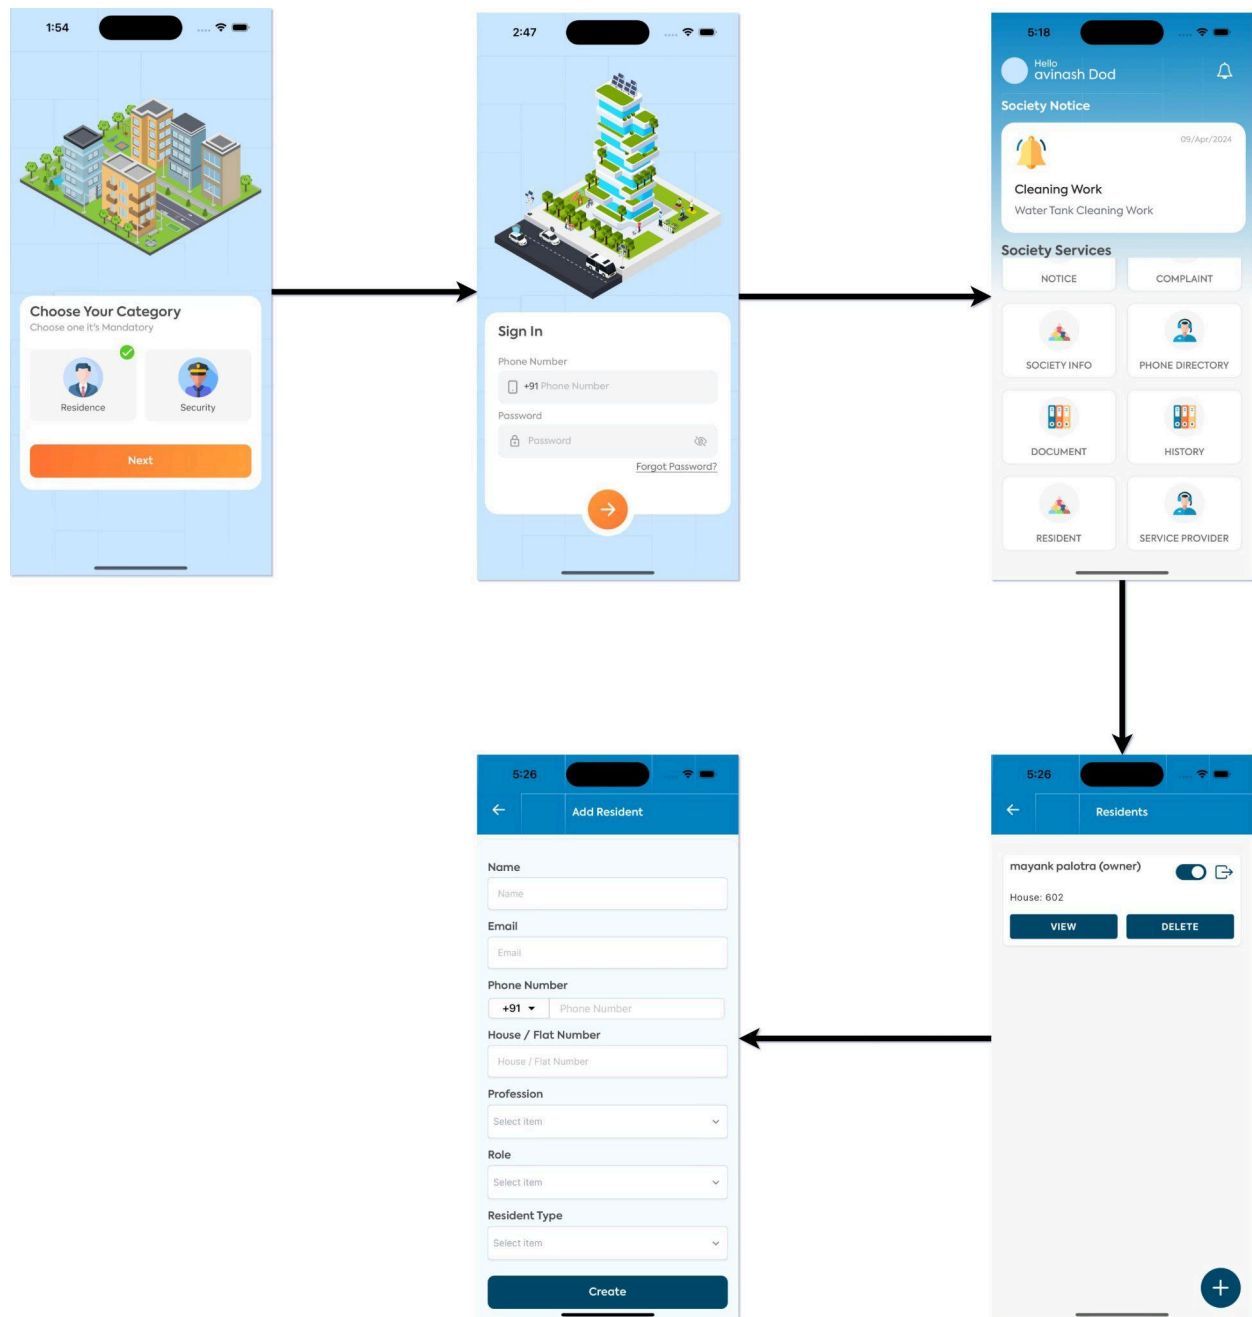 1:54
Choose Your Category
Choose one it's Mandatory
Residence
Security
Next
2:47
Sign In
Phone Number
+91 Phone Number
Password
Password
Forgot Password?
5:18
Hello
avinash Dod
Society Notice
09/Apr/2024
Cleaning Work
Water Tank Cleaning Work
Society Services
NOTICE
COMPLAINT
SOCIETY INFO
PHONE DIRECTORY
DOCUMENT
HISTORY
RESIDENT
SERVICE PROVIDER
5:26
Residents
mayank palotra (owner)
House: 602
VIEW
DELETE
+
5:26
Add Resident
Name
Name
Email
Email
Phone Number
+91
Phone Number
House / Flat Number
House / Flat Number
Profession
Select item
Role
Select item
Resident Type
Select item
Create